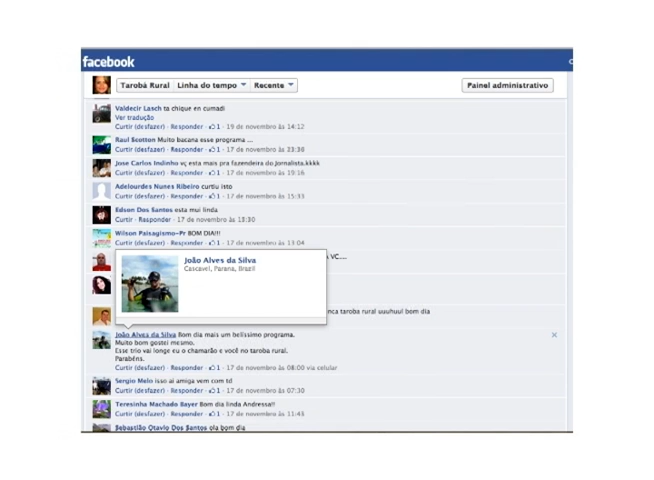 facebook
Tarobá Rural Linha do tempo Recente Painel administrativo
Valdecir Lasch ta chique en cumadi
Ver tradução
Curtir (desfazer) · Responder · 1 · 19 de novembro às 14:12
Raul Scotton Muito bacana esse programa ...
Curtir (desfazer) · Responder · 1 · 17 de novembro às 23:30
Jose Carlos Indinho vç esta mais pra fazendeira do.Jornalista.kkkk
Curtir (desfazer) · Responder · 1 · 17 de novembro às 19:16
Adelourdes Nunes Ribeiro curtiu isto
Curtir (desfazer) · Responder · 1 · 17 de novembro às 15:33
Edson Dos Santos esta mui linda
Curtir · Responder · 17 de novembro às 13:30
Wilson Paisagismo-Pr BOM DIA!!!
Curtir (desfazer) · Responder · 1 · 17 de novembro às 13:04
A VC....
João Alves da Silva
Cascavel, Parana, Brazil
nca taroba rural uuuhuul bom dia
João Alves da Silva Bom dia mais um belíssimo programa.
Muito bom gostei mesmo.
Esse trio vai longe eu o chamarão e você no taroba rural.
Parabéns.
Curtir (desfazer) · Responder · 1 · 17 de novembro às 08:00 via celular
Sergio Melo isso ai amiga vem com td
Curtir (desfazer) · Responder · 1 · 17 de novembro às 07:30
Teresinha Machado Bayer Bom dia linda Andressa!!
Curtir (desfazer) · Responder · 1 · 17 de novembro às 11:43
Sebastião Otavio Dos Santos ola bom dia